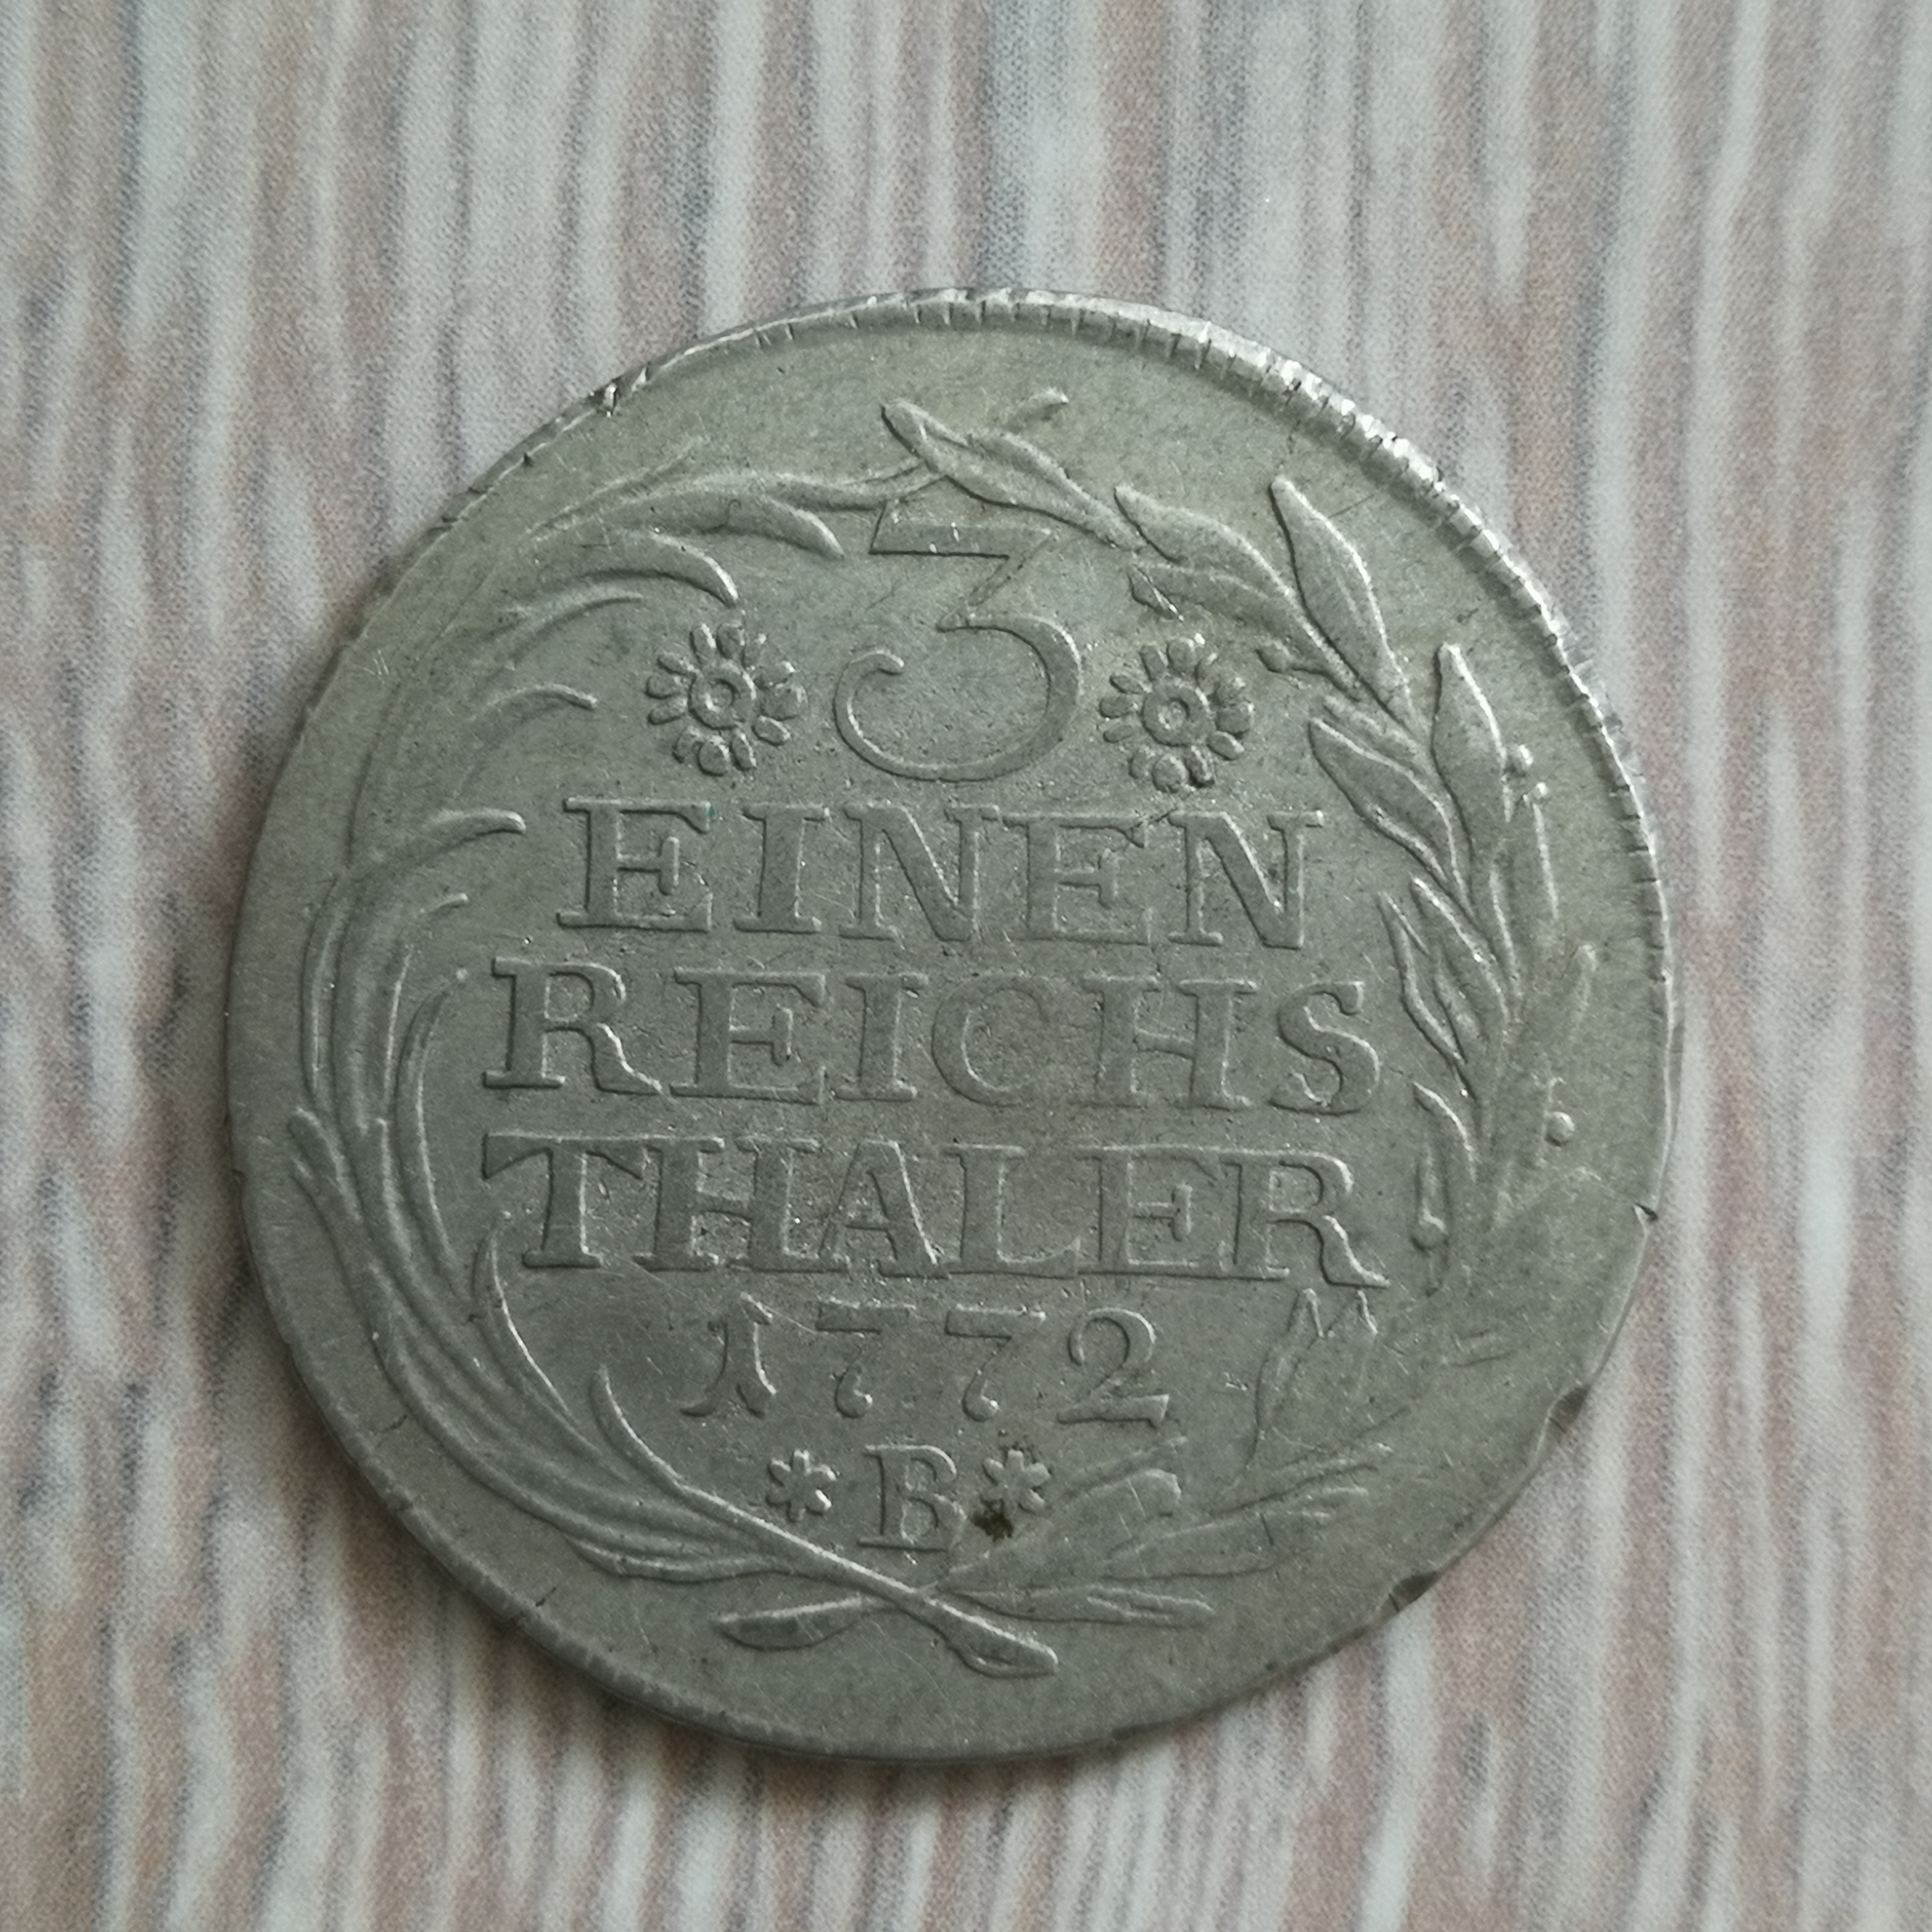 3
EINEN
REICHS
THALER
1772
* B *